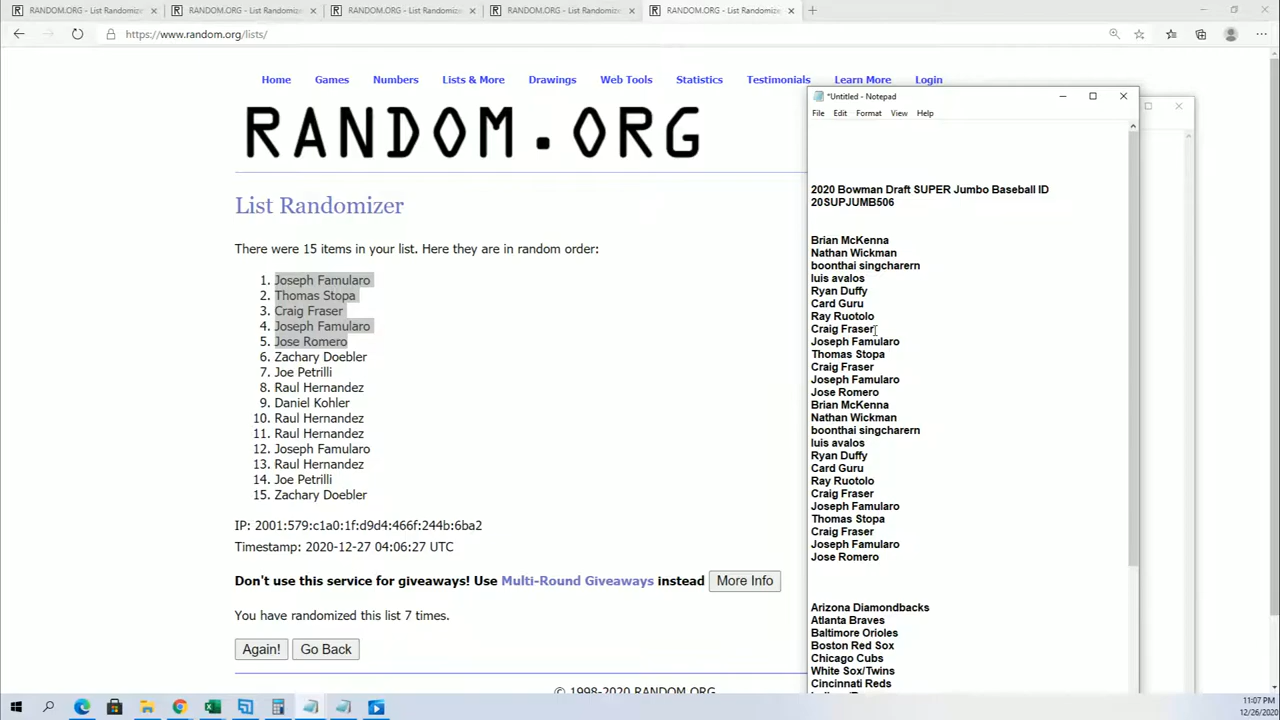 RANDOM.ORG - List Randomize
RANDOM.ORG - List Randomize
RANDOM.ORG - List Randomize
RANDOM.ORG - List Randomize
RANDOM.ORG - List Randomize
https://www.random.org/lists/
Home Games Numbers Lists & More Drawings Web Tools Statistics Testimonials Learn More Login
RANDOM.ORG
List Randomizer
There were 15 items in your list. Here they are in random order:
1. Joseph Famularo
2. Thomas Stopa
3. Craig Fraser
4. Joseph Famularo
5. Jose Romero
6. Zachary Doebler
7. Joe Petrilli
8. Raul Hernandez
9. Daniel Kohler
10. Raul Hernandez
11. Raul Hernandez
12. Joseph Famularo
13. Raul Hernandez
14. Joe Petrilli
15. Zachary Doebler
IP: 2001:579:c1a0:1f:d9d4:466f:244b:6ba2
Timestamp: 2020-12-27 04:06:27 UTC
Don't use this service for giveaways! Use Multi-Round Giveaways instead More Info
You have randomized this list 7 times.
Again! Go Back
© 1998-2020 RANDOM.ORG
*Untitled - Notepad
File Edit Format View Help
2020 Bowman Draft SUPER Jumbo Baseball ID
20SUPJUMB506
Brian McKenna
Nathan Wickman
boonthai singcharern
luis avalos
Ryan Duffy
Card Guru
Ray Ruotolo
Craig Fraser
Joseph Famularo
Thomas Stopa
Craig Fraser
Joseph Famularo
Jose Romero
Brian McKenna
Nathan Wickman
boonthai singcharern
luis avalos
Ryan Duffy
Card Guru
Ray Ruotolo
Craig Fraser
Joseph Famularo
Thomas Stopa
Craig Fraser
Joseph Famularo
Jose Romero
Arizona Diamondbacks
Atlanta Braves
Baltimore Orioles
Boston Red Sox
Chicago Cubs
White Sox/Twins
Cincinnati Reds
11:07 PM
12/26/2020